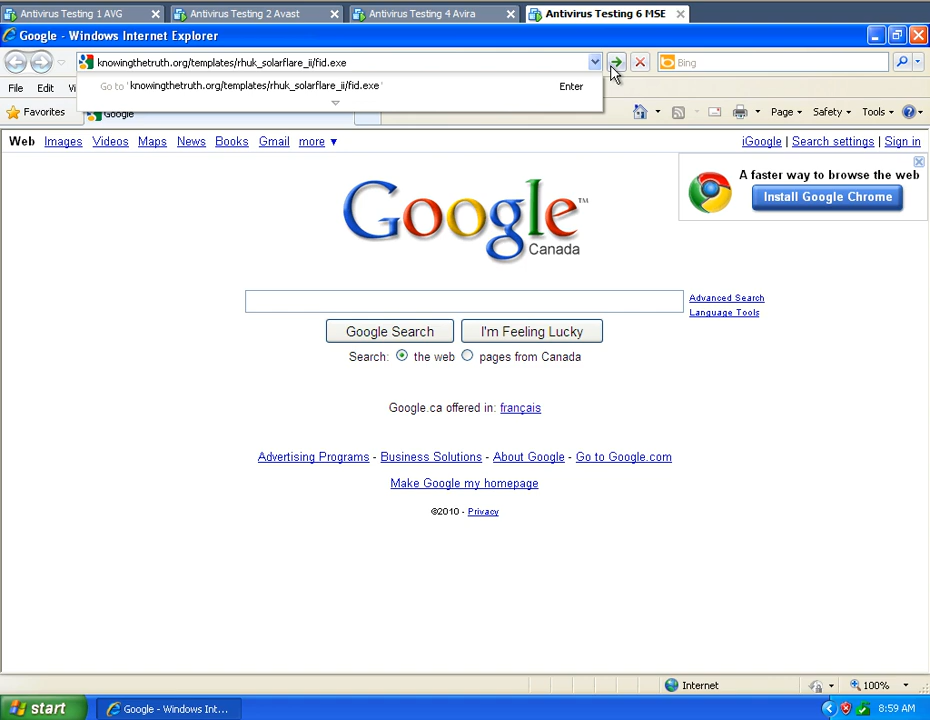 Antivirus Testing 1 AVG
Antivirus Testing 2 Avast
Antivirus Testing 4 Avira
Antivirus Testing 6 MSE
Google - Windows Internet Explorer
knowingthetruth.org/templates/rhuk_solarflare_ii/fid.exe
Bing
Go to 'knowingthetruth.org/templates/rhuk_solarflare_ii/fid.exe' Enter
File Edit
Favorites Google Page Safety Tools
Web Images Videos Maps News Books Gmail more ▼ iGoogle | Search settings | Sign in
A faster way to browse the web
Install Google Chrome
Google™
Canada
Advanced Search
Language Tools
Google Search I'm Feeling Lucky
Search: the web pages from Canada
Google.ca offered in: français
Advertising Programs - Business Solutions - About Google - Go to Google.com
Make Google my homepage
©2010 - Privacy
Internet 100%
start Google - Windows Int... 8:59 AM